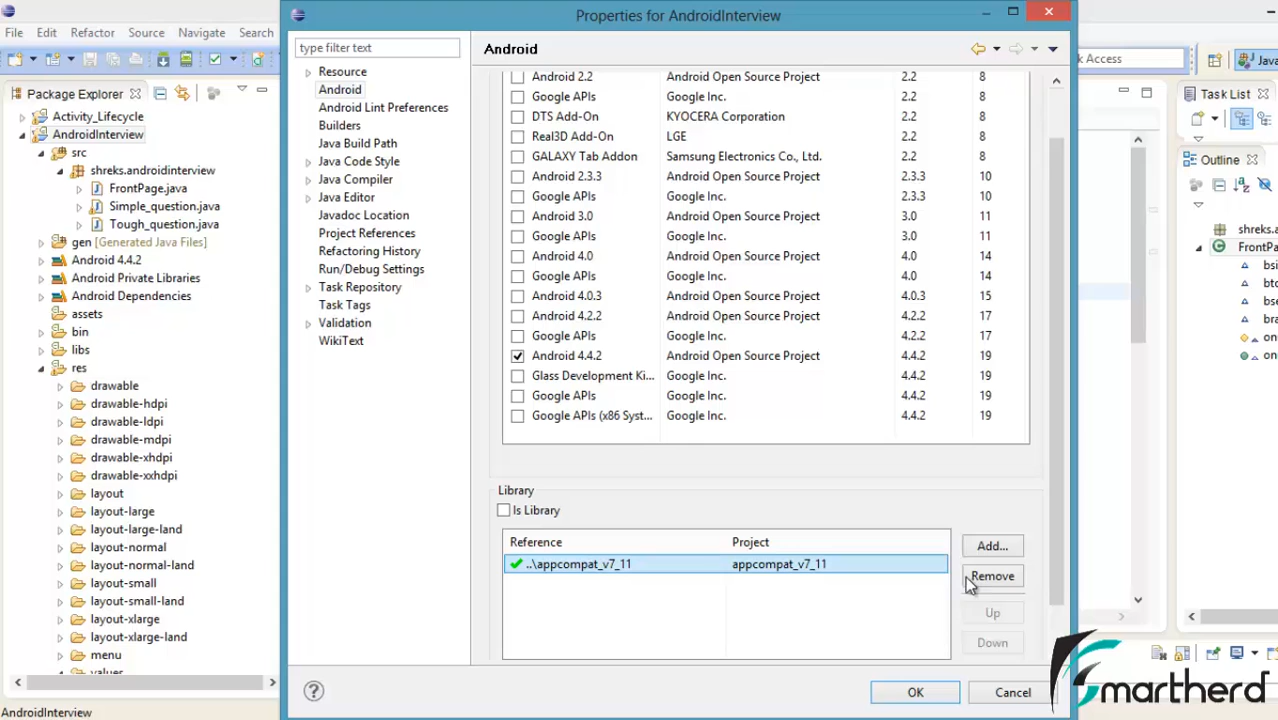 Properties for AndroidInterview
File Edit Refactor Source Navigate Search
Access
Java
Package Explorer
Activity_Lifecycle
AndroidInterview
src
shreks.androidinterview
FrontPage.java
Simple_question.java
Tough_question.java
gen [Generated Java Files]
Android 4.4.2
Android Private Libraries
Android Dependencies
assets
bin
libs
res
drawable
drawable-hdpi
drawable-ldpi
drawable-mdpi
drawable-xhdpi
drawable-xxhdpi
layout
layout-large
layout-large-land
layout-normal
layout-normal-land
layout-small
layout-small-land
layout-xlarge
layout-xlarge-land
menu
values
AndroidInterview
type filter text
Resource
Android
Android Lint Preferences
Builders
Java Build Path
Java Code Style
Java Compiler
Java Editor
Javadoc Location
Project References
Refactoring History
Run/Debug Settings
Task Repository
Task Tags
Validation
WikiText
Android
Android 2.2 Android Open Source Project 2.2 8
Google APIs Google Inc. 2.2 8
DTS Add-On KYOCERA Corporation 2.2 8
Real3D Add-On LGE 2.2 8
GALAXY Tab Addon Samsung Electronics Co., Ltd. 2.2 8
Android 2.3.3 Android Open Source Project 2.3.3 10
Google APIs Google Inc. 2.3.3 10
Android 3.0 Android Open Source Project 3.0 11
Google APIs Google Inc. 3.0 11
Android 4.0 Android Open Source Project 4.0 14
Google APIs Google Inc. 4.0 14
Android 4.0.3 Android Open Source Project 4.0.3 15
Android 4.2.2 Android Open Source Project 4.2.2 17
Google APIs Google Inc. 4.2.2 17
Android 4.4.2 Android Open Source Project 4.4.2 19
Glass Development Ki... Google Inc. 4.4.2 19
Google APIs Google Inc. 4.4.2 19
Google APIs (x86 Syst... Google Inc. 4.4.2 19
Library
Is Library
Reference Project
..\appcompat_v7_11 appcompat_v7_11
Add...
Remove
Up
Down
OK Cancel
Task List
Outline
shreks.a
FrontPa
bsi
bto
bse
bra
on
on
Smartherd